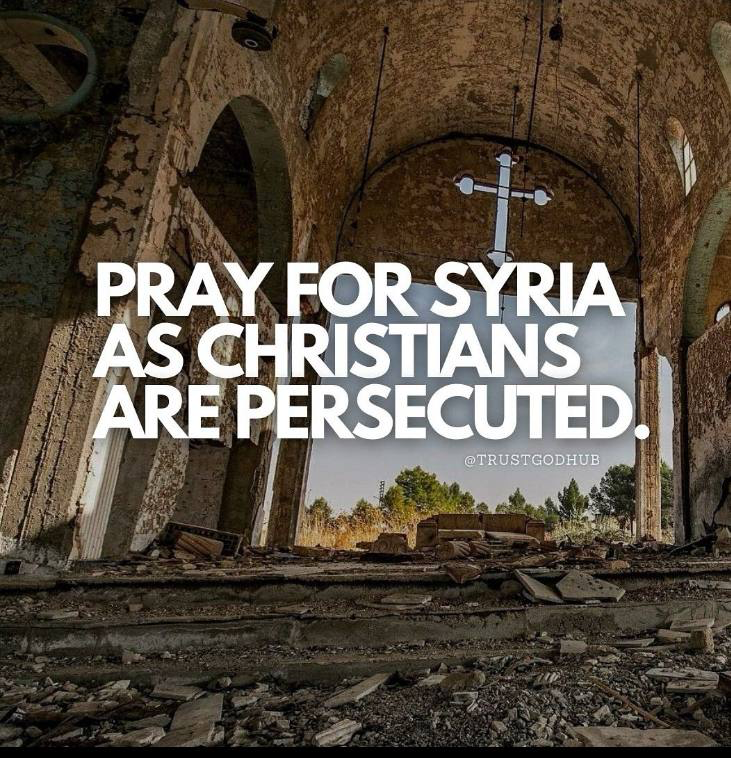 PRAY FOR SYRIA
AS CHRISTIANS
ARE PERSECUTED.
@TRUSTGODHUB